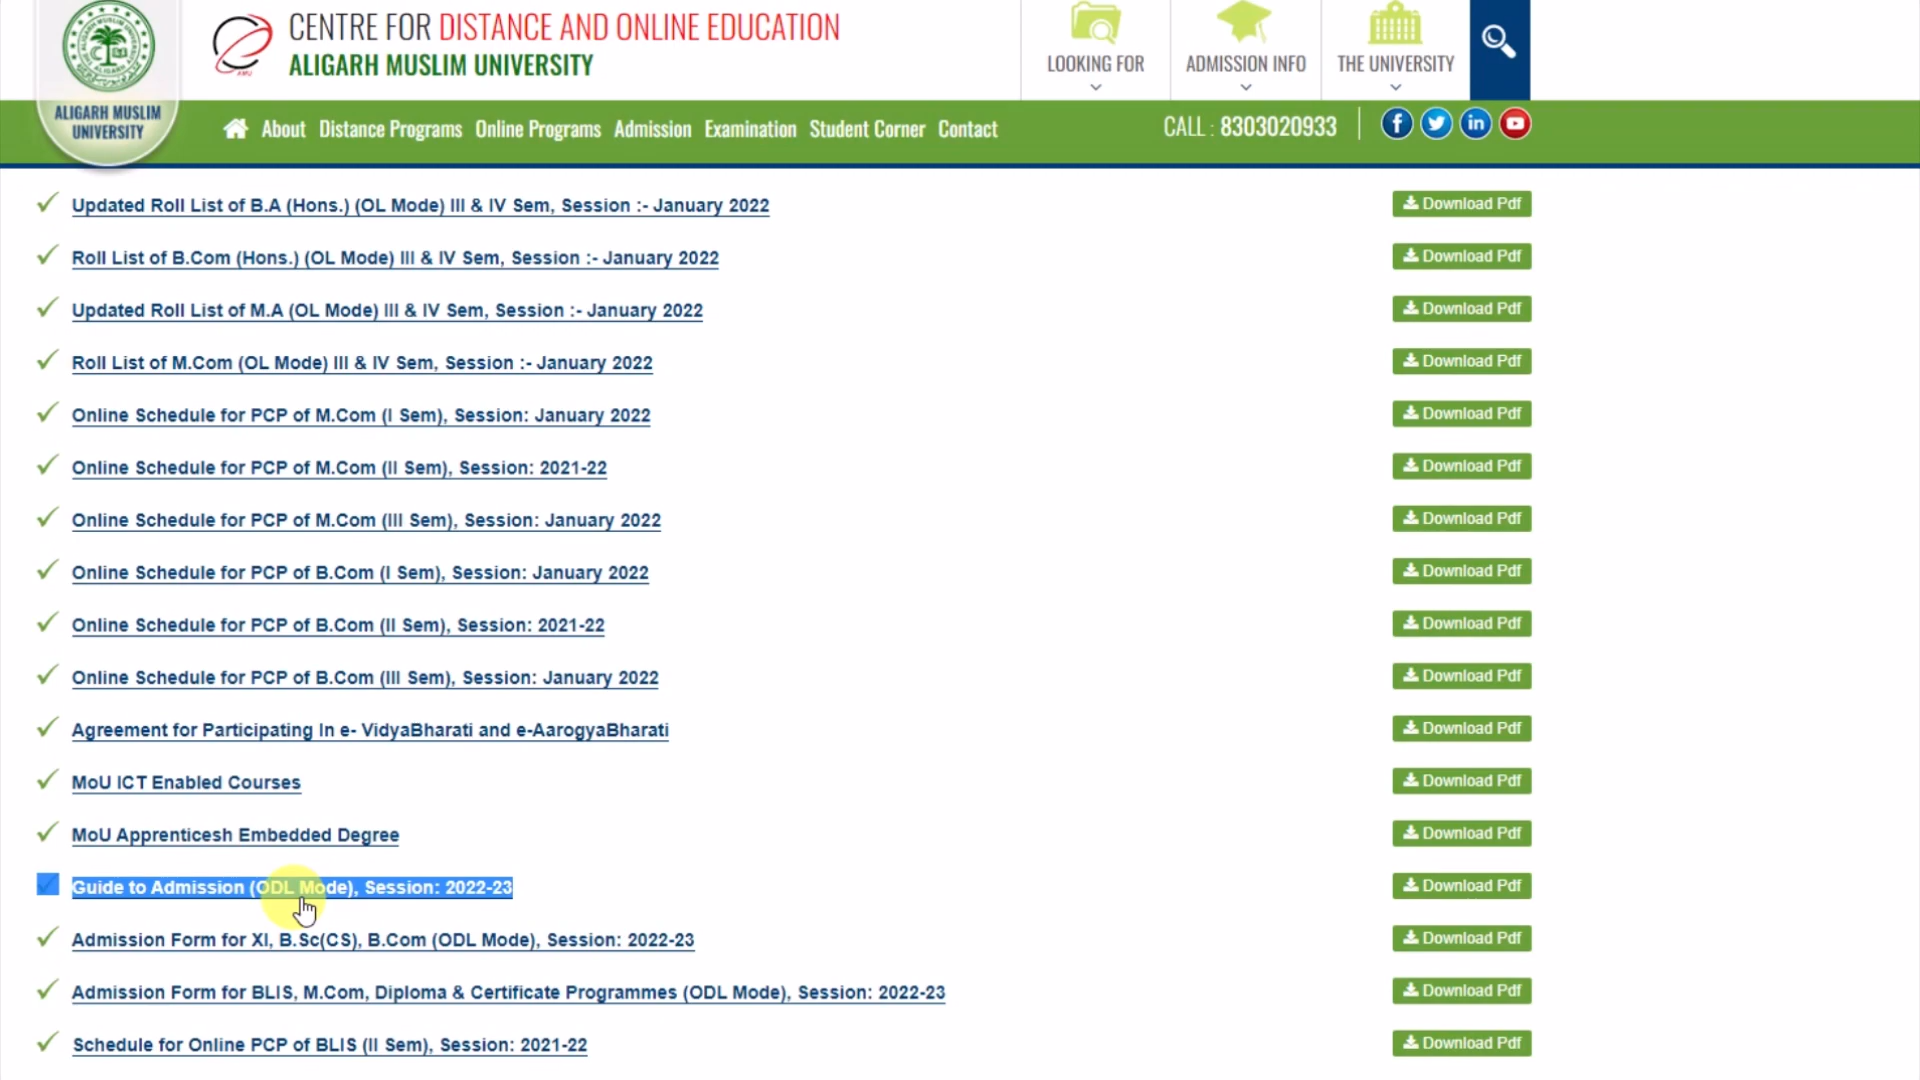 CENTRE FOR DISTANCE AND ONLINE EDUCATION
ALIGARH MUSLIM UNIVERSITY
LOOKING FOR
ADMISSION INFO
THE UNIVERSITY
ALIGARH MUSLIM
UNIVERSITY
About Distance Programs Online Programs Admission Examination Student Corner Contact
CALL : 8303020933
Updated Roll List of B.A (Hons.) (OL Mode) III & IV Sem, Session :- January 2022 Download Pdf
Roll List of B.Com (Hons.) (OL Mode) III & IV Sem, Session :- January 2022 Download Pdf
Updated Roll List of M.A (OL Mode) III & IV Sem, Session :- January 2022 Download Pdf
Roll List of M.Com (OL Mode) III & IV Sem, Session :- January 2022 Download Pdf
Online Schedule for PCP of M.Com (I Sem), Session: January 2022 Download Pdf
Online Schedule for PCP of M.Com (II Sem), Session: 2021-22 Download Pdf
Online Schedule for PCP of M.Com (III Sem), Session: January 2022 Download Pdf
Online Schedule for PCP of B.Com (I Sem), Session: January 2022 Download Pdf
Online Schedule for PCP of B.Com (II Sem), Session: 2021-22 Download Pdf
Online Schedule for PCP of B.Com (III Sem), Session: January 2022 Download Pdf
Agreement for Participating In e- VidyaBharati and e-AarogyaBharati Download Pdf
MoU ICT Enabled Courses Download Pdf
MoU Apprenticesh Embedded Degree Download Pdf
Guide to Admission (ODL Mode), Session: 2022-23 Download Pdf
Admission Form for XI, B.Sc(CS), B.Com (ODL Mode), Session: 2022-23 Download Pdf
Admission Form for BLIS, M.Com, Diploma & Certificate Programmes (ODL Mode), Session: 2022-23 Download Pdf
Schedule for Online PCP of BLIS (II Sem), Session: 2021-22 Download Pdf